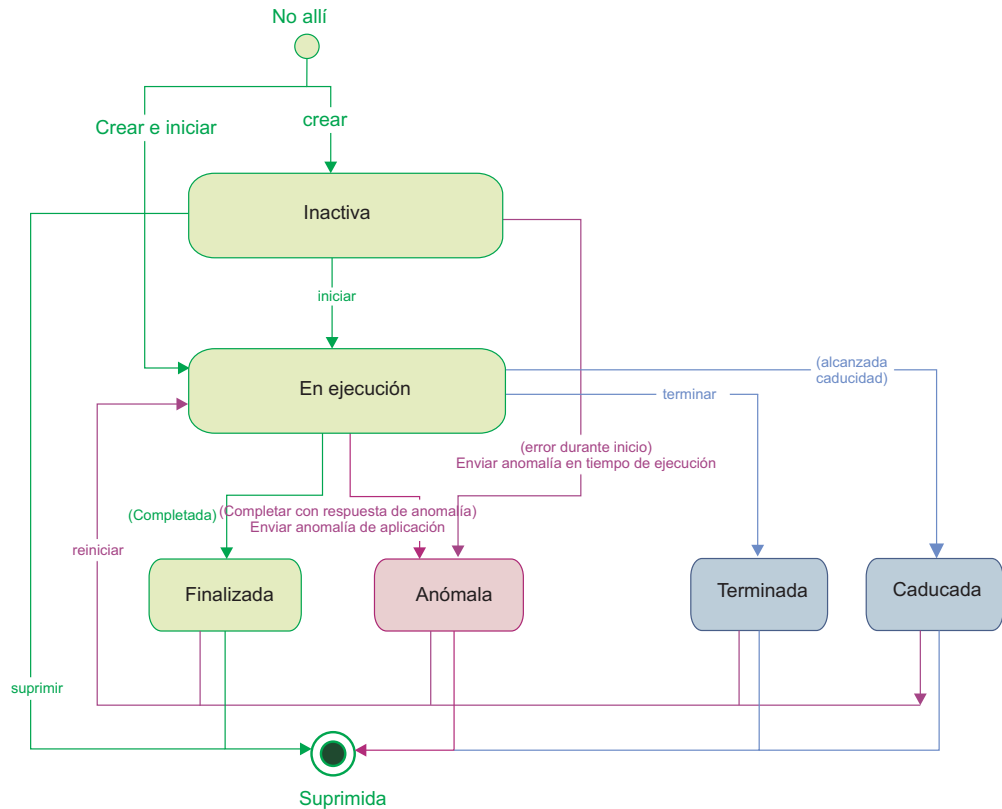 No allí
Crear e iniciar
crear
Inactiva
iniciar
En ejecución
(alcanzada
caducidad)
terminar
(error durante inicio)
Enviar anomalía en tiempo de ejecución
(Completada)
(Completar con respuesta de anomalía)
Enviar anomalía de aplicación
reiniciar
Finalizada
Anómala
Terminada
Caducada
suprimir
Suprimida